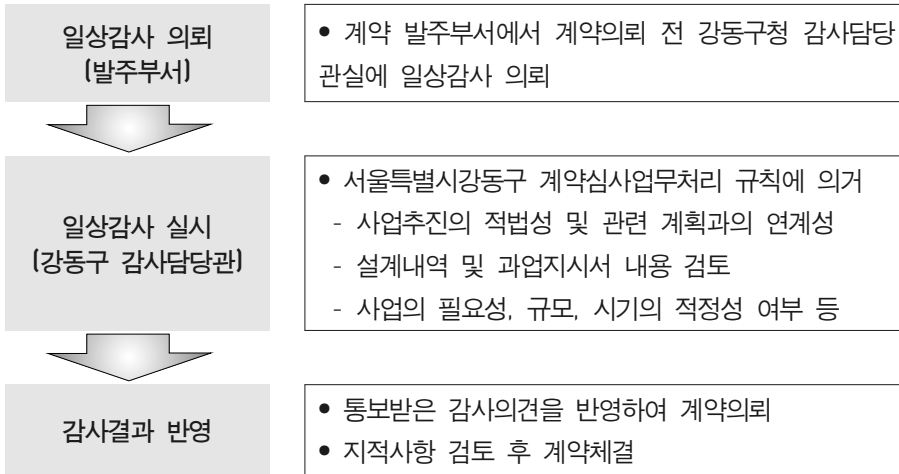 일상감사 의뢰
(발주부서)
• 계약 발주부서에서 계약의뢰 전 강동구청 감사담당
관실에 일상감사 의뢰
일상감사 실시
(강동구 감사담당관)
• 서울특별시강동구 계약심사업무처리 규칙에 의거
- 사업추진의 적법성 및 관련 계획과의 연계성
- 설계내역 및 과업지시서 내용 검토
- 사업의 필요성, 규모, 시기의 적정성 여부 등
감사결과 반영
• 통보받은 감사의견을 반영하여 계약의뢰
• 지적사항 검토 후 계약체결